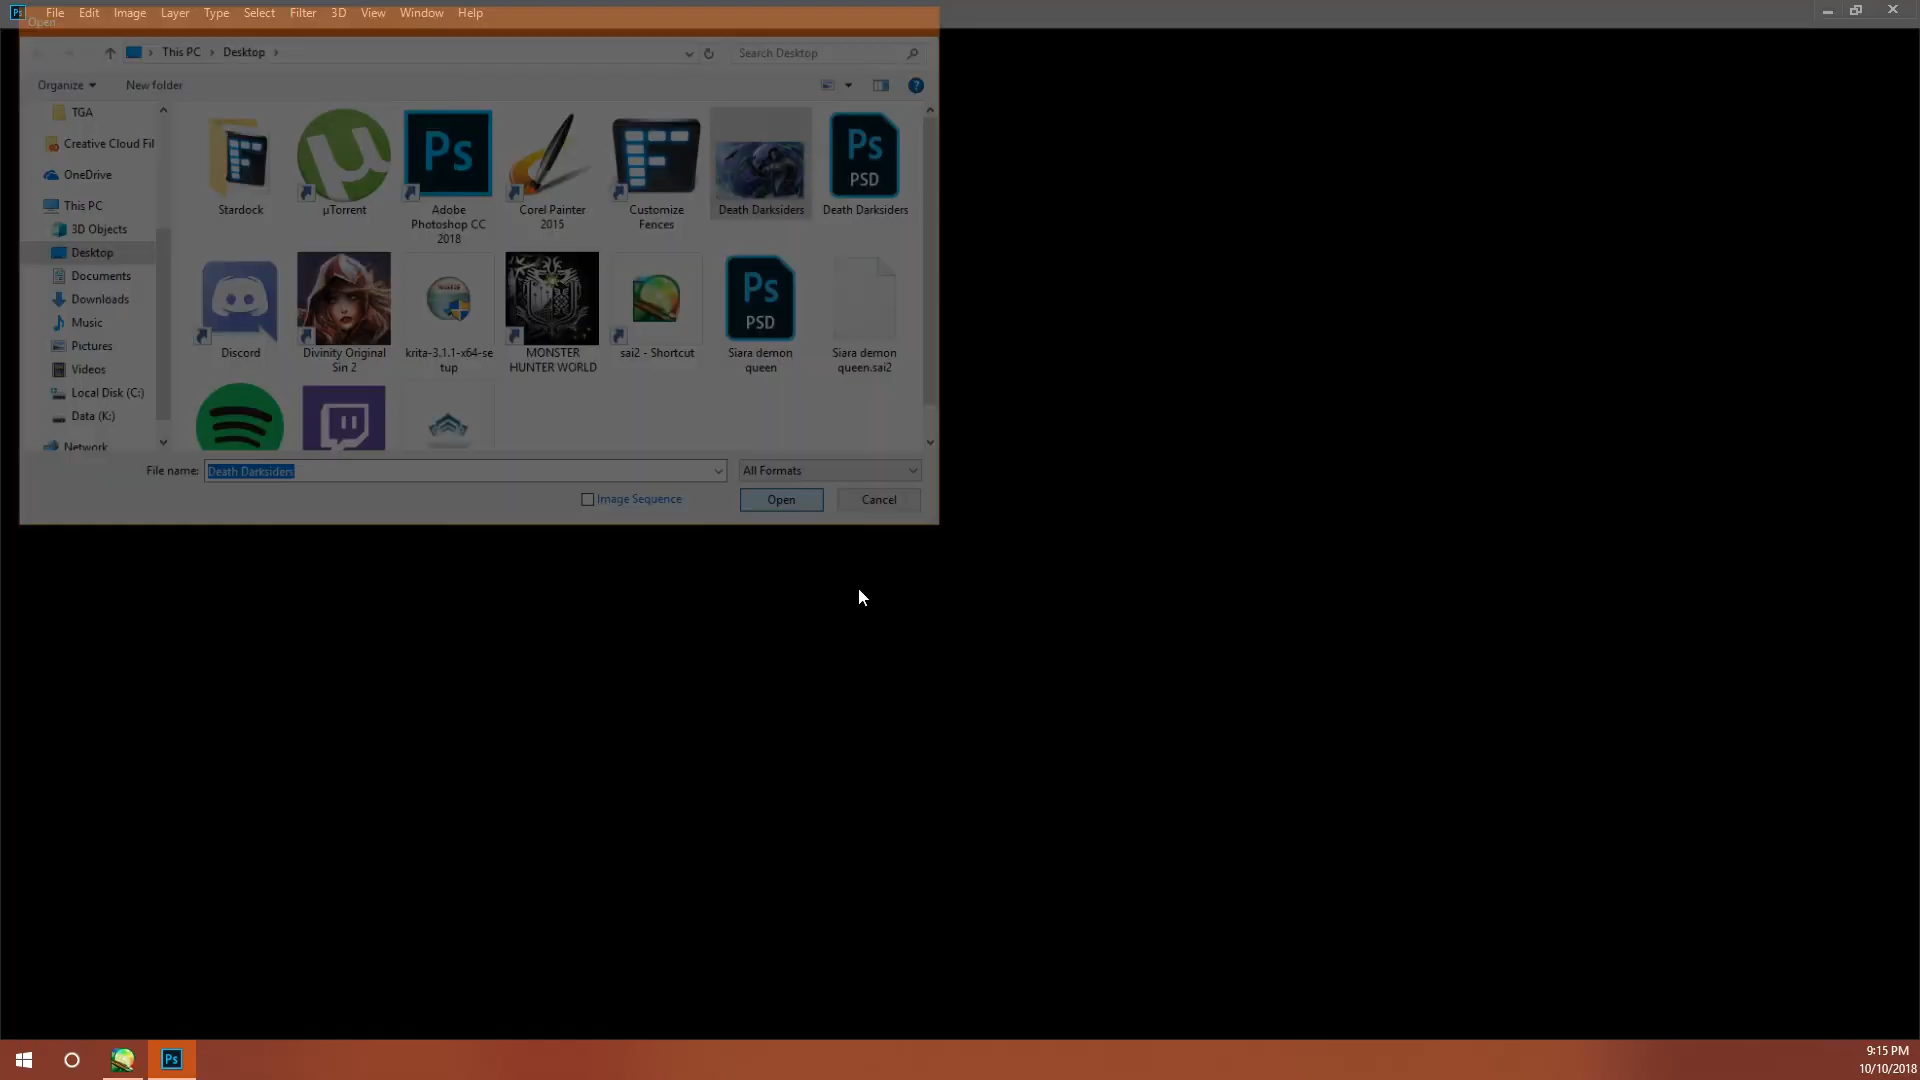 Ps File Edit Image Layer Type Select Filter 3D View Window Help
Open
This PC > Desktop >
Search Desktop
Organize
New folder
TGA
Creative Cloud Fil
OneDrive
This PC
3D Objects
Desktop
Documents
Downloads
Music
Pictures
Videos
Local Disk (C:)
Data (K:)
Network
Stardock
µTorrent
Ps
Adobe
Photoshop CC
2018
Corel Painter
2015
Customize
Fences
Death Darksiders
Ps
PSD
Death Darksiders
Discord
Divinity Original
Sin 2
krita-3.1.1-x64-se
tup
MONSTER
HUNTER WORLD
sai2 - Shortcut
Ps
PSD
Siara demon
queen
Siara demon
queen.sai2
File name:
Death Darksiders
All Formats
Image Sequence
Open
Cancel
Ps
9:15 PM
10/10/2018